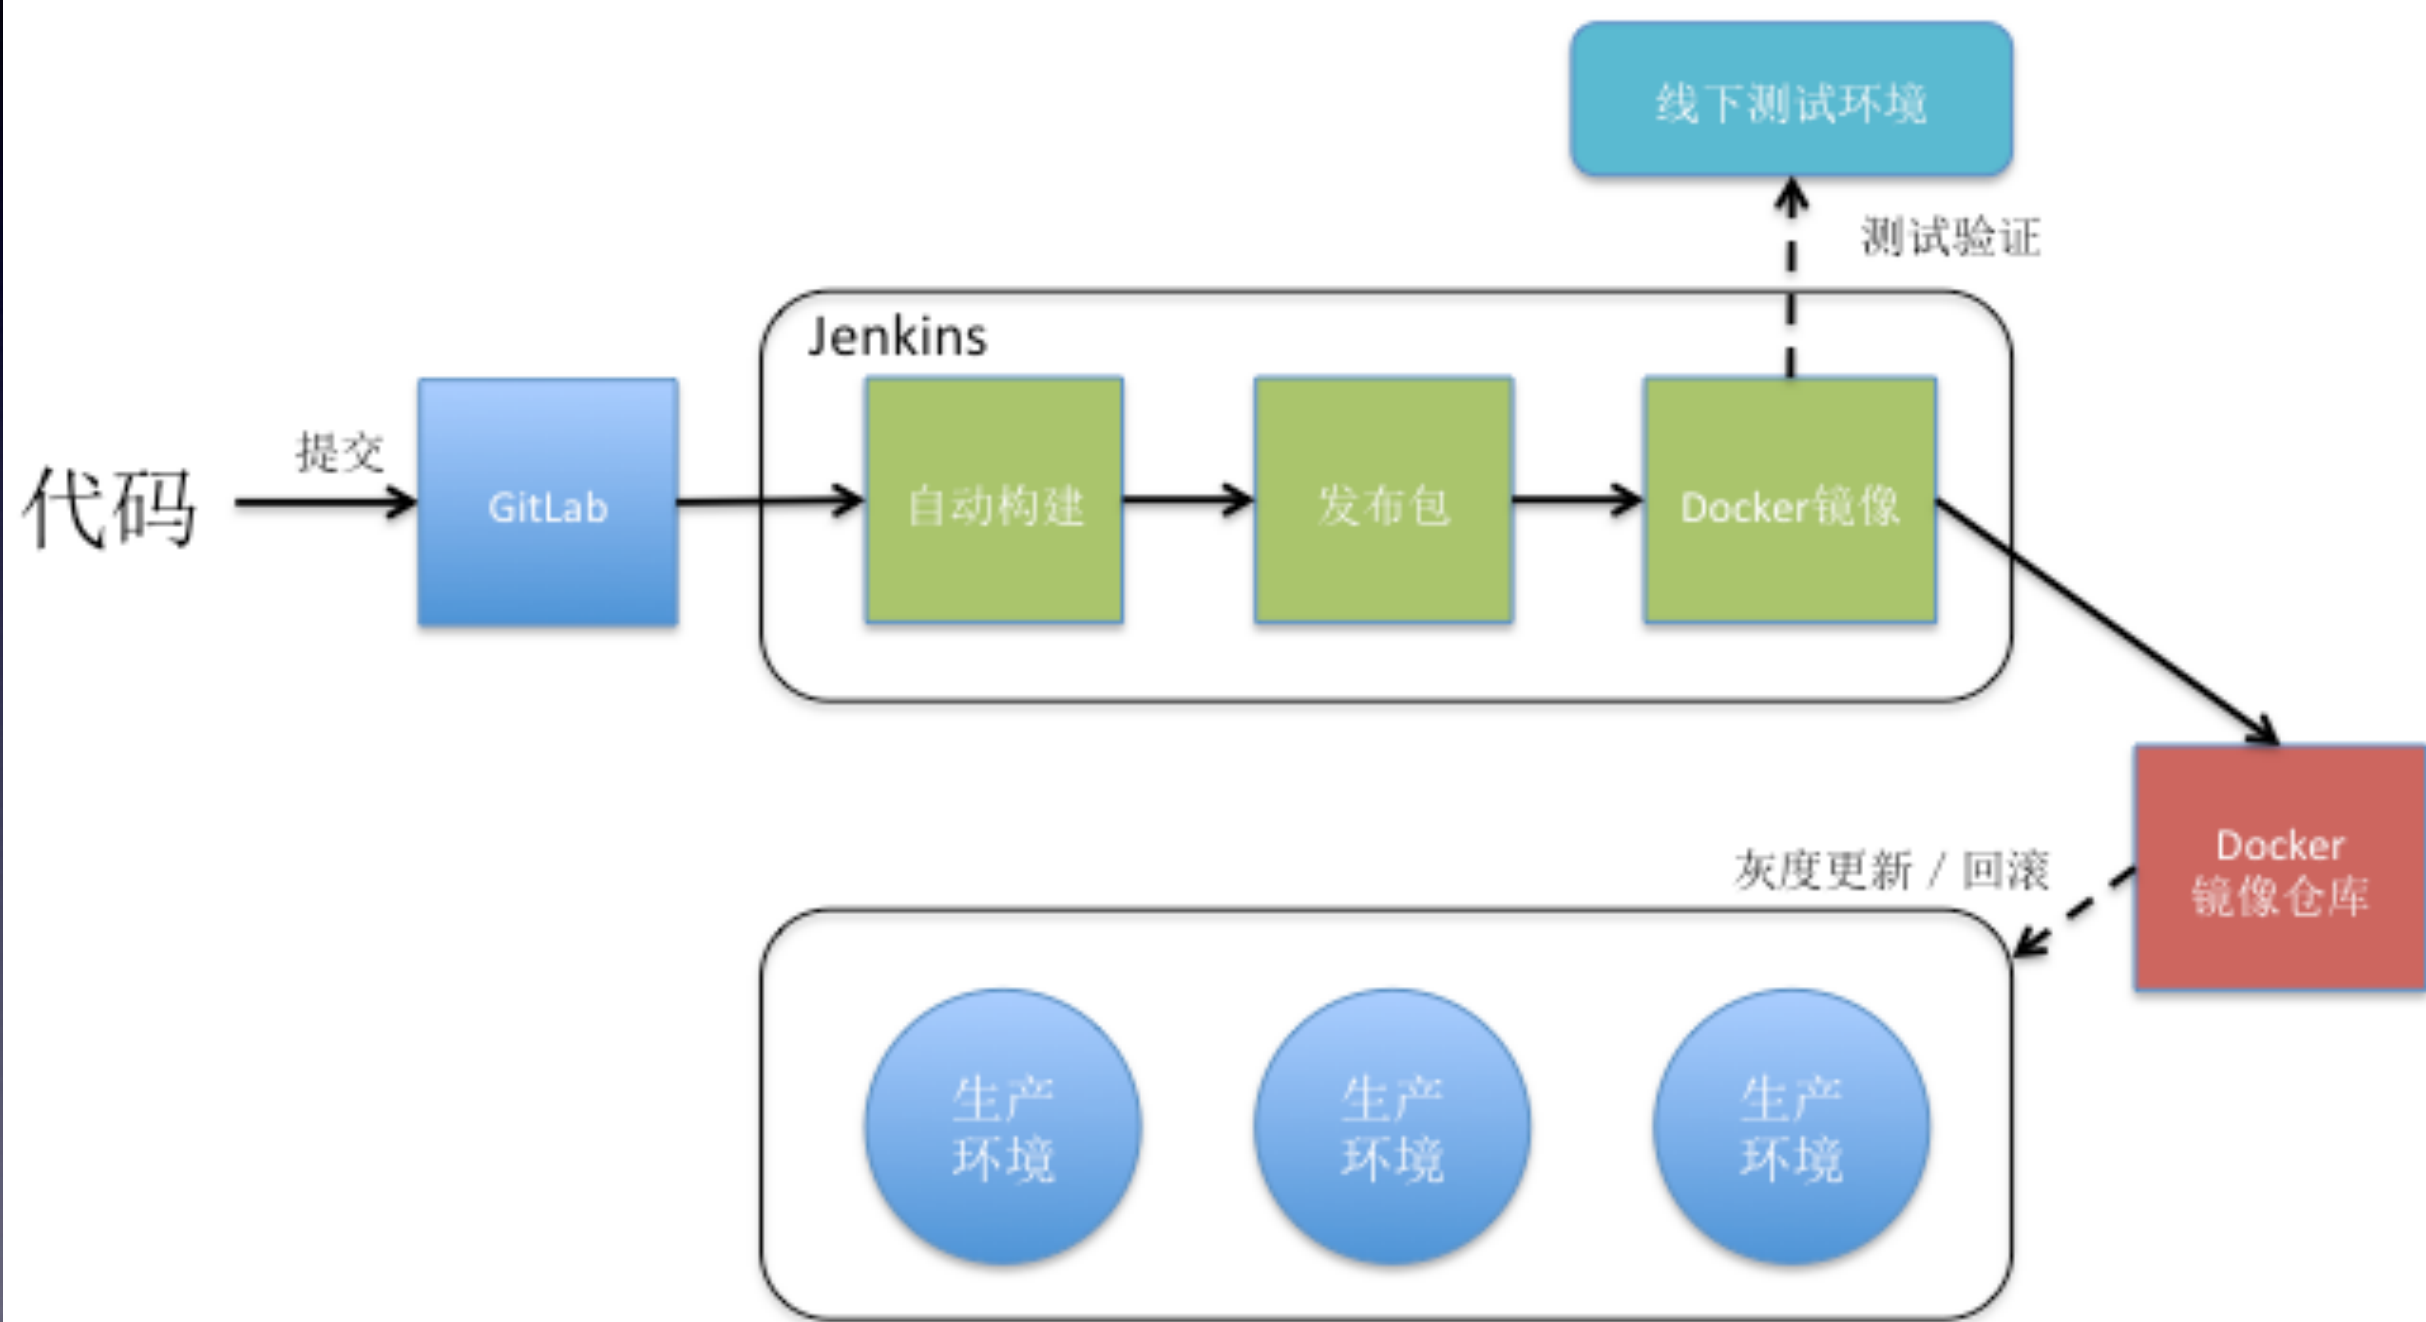 线下测试环境
测试验证
Jenkins
代码
提交
GitLab
自动构建
发布包
Docker镜像
Docker
镜像仓库
灰度更新 / 回滚
生产
环境
生产
环境
生产
环境